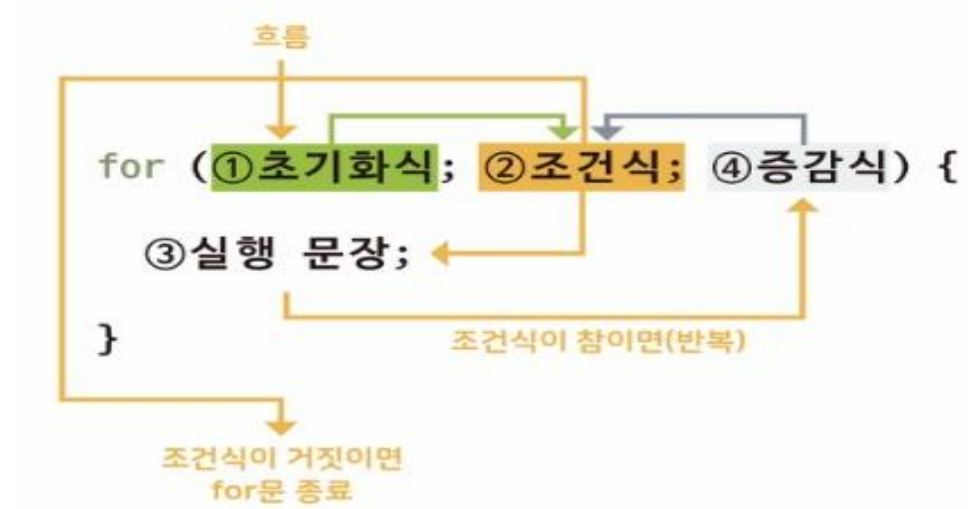 흐름
for (①초기화식; ②조건식; ④증감식) {
③실행 문장;
}
조건식이 참이면(반복)
조건식이 거짓이면
for문 종료